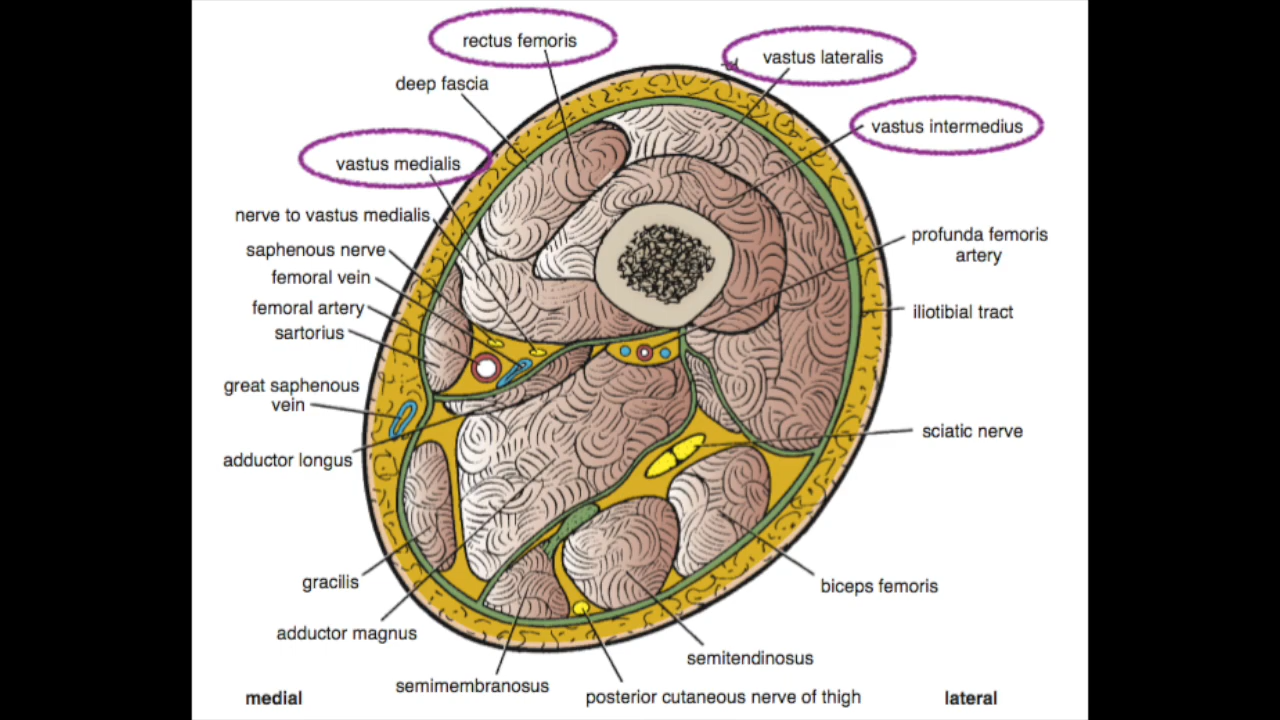 rectus femoris
vastus lateralis
deep fascia
vastus intermedius
vastus medialis
nerve to vastus medialis
saphenous nerve
femoral vein
femoral artery
sartorius
great saphenous
vein
adductor longus
gracilis
adductor magnus
semimembranosus
posterior cutaneous nerve of thigh
semitendinosus
biceps femoris
sciatic nerve
iliotibial tract
profunda femoris
artery
medial
lateral